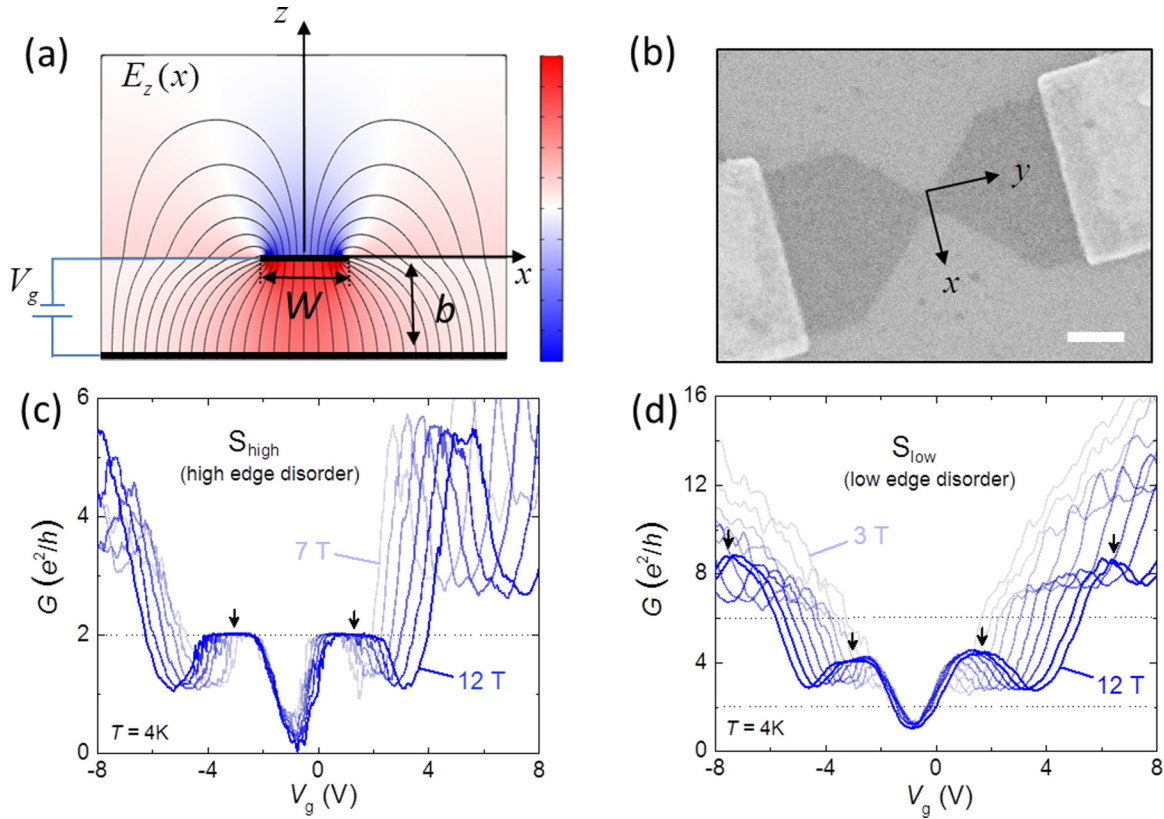 (a)
z
E_z(x)
V_g
x
W
b
(b)
y
x
(c)
6
4
2
0
G (e²/h)
S_high
(high edge disorder)
7 T
12 T
T = 4K
-8
-4
0
4
8
V_g (V)
(d)
16
12
8
4
0
G (e²/h)
S_low
(low edge disorder)
3 T
12 T
T = 4K
-8
-4
0
4
8
V_g (V)